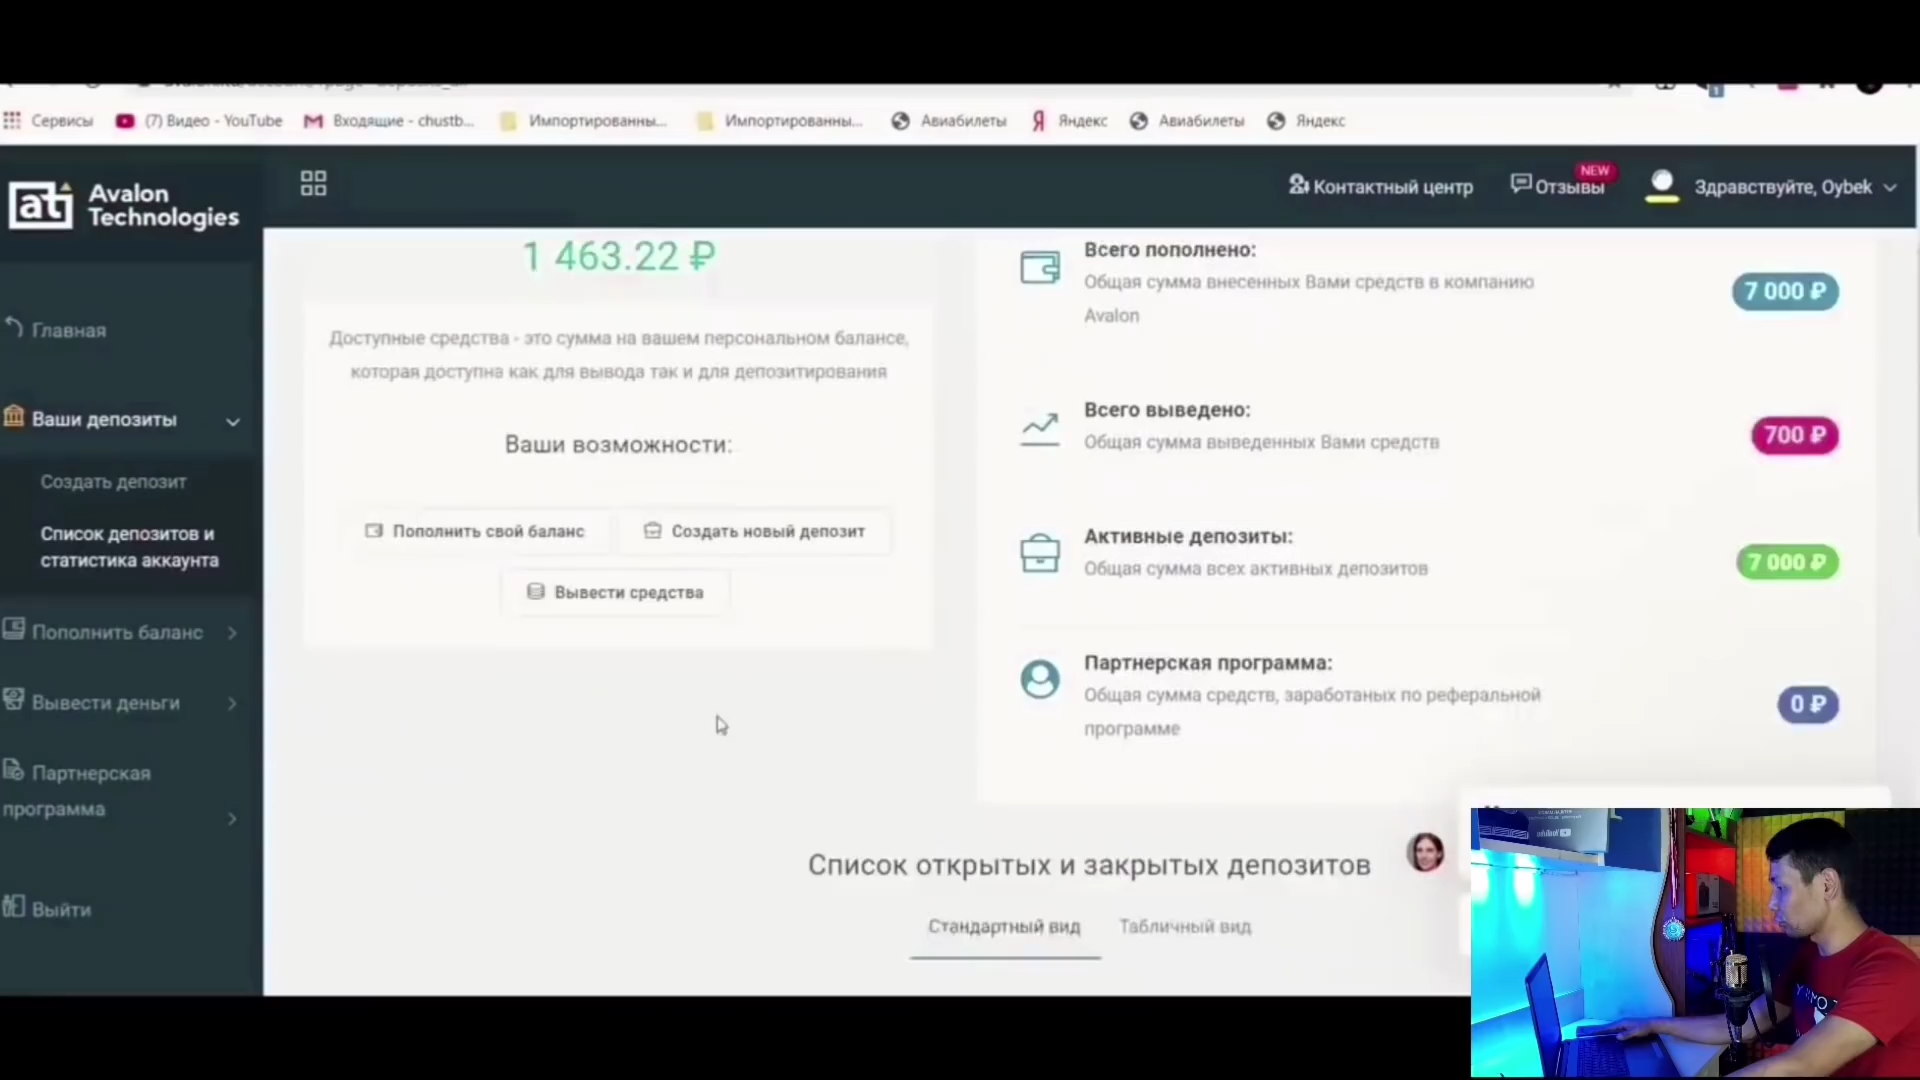 Сервисы
(7) Видео - YouTube
Входящие - chustb...
Импортированны...
Импортированны...
Авиабилеты
Яндекс
Авиабилеты
Яндекс
at
Avalon
Technologies
Контактный центр
Отзывы
NEW
Здравствуйте, Oybek
Главная
Ваши депозиты
Создать депозит
Список депозитов и
статистика аккаунта
Пополнить баланс
Вывести деньги
Партнерская
программа
Выйти
1 463.22 ₽
Доступные средства - это сумма на вашем персональном балансе,
которая доступна как для вывода так и для депозитирования
Ваши возможности:
Пополнить свой баланс
Создать новый депозит
Вывести средства
Всего пополнено:
Общая сумма внесенных Вами средств в компанию
Avalon
7 000 ₽
Всего выведено:
Общая сумма выведенных Вами средств
700 ₽
Активные депозиты:
Общая сумма всех активных депозитов
7 000 ₽
Партнерская программа:
Общая сумма средств, заработаных по реферальной
программе
0 ₽
Список открытых и закрытых депозитов
Стандартный вид
Табличный вид